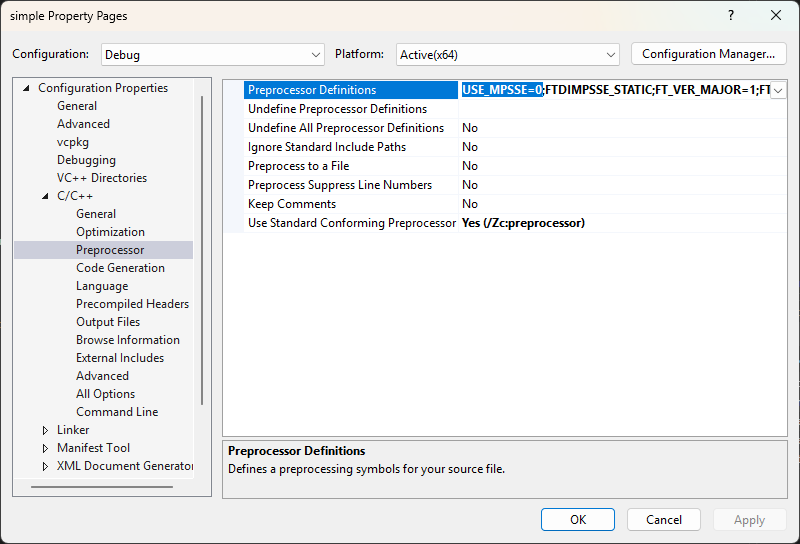 simple Property Pages
Configuration: Debug Platform: Active(x64) Configuration Manager...
Configuration Properties
General
Advanced
vcpkg
Debugging
VC++ Directories
C/C++
General
Optimization
Preprocessor
Code Generation
Language
Precompiled Headers
Output Files
Browse Information
External Includes
Advanced
All Options
Command Line
Linker
Manifest Tool
XML Document Generator
Preprocessor Definitions USE_MPSSE=0;FTDIMPSSE_STATIC;FT_VER_MAJOR=1;FT
Undefine Preprocessor Definitions
Undefine All Preprocessor Definitions No
Ignore Standard Include Paths No
Preprocess to a File No
Preprocess Suppress Line Numbers No
Keep Comments No
Use Standard Conforming Preprocessor Yes (/Zc:preprocessor)
Preprocessor Definitions
Defines a preprocessing symbols for your source file.
OK Cancel Apply